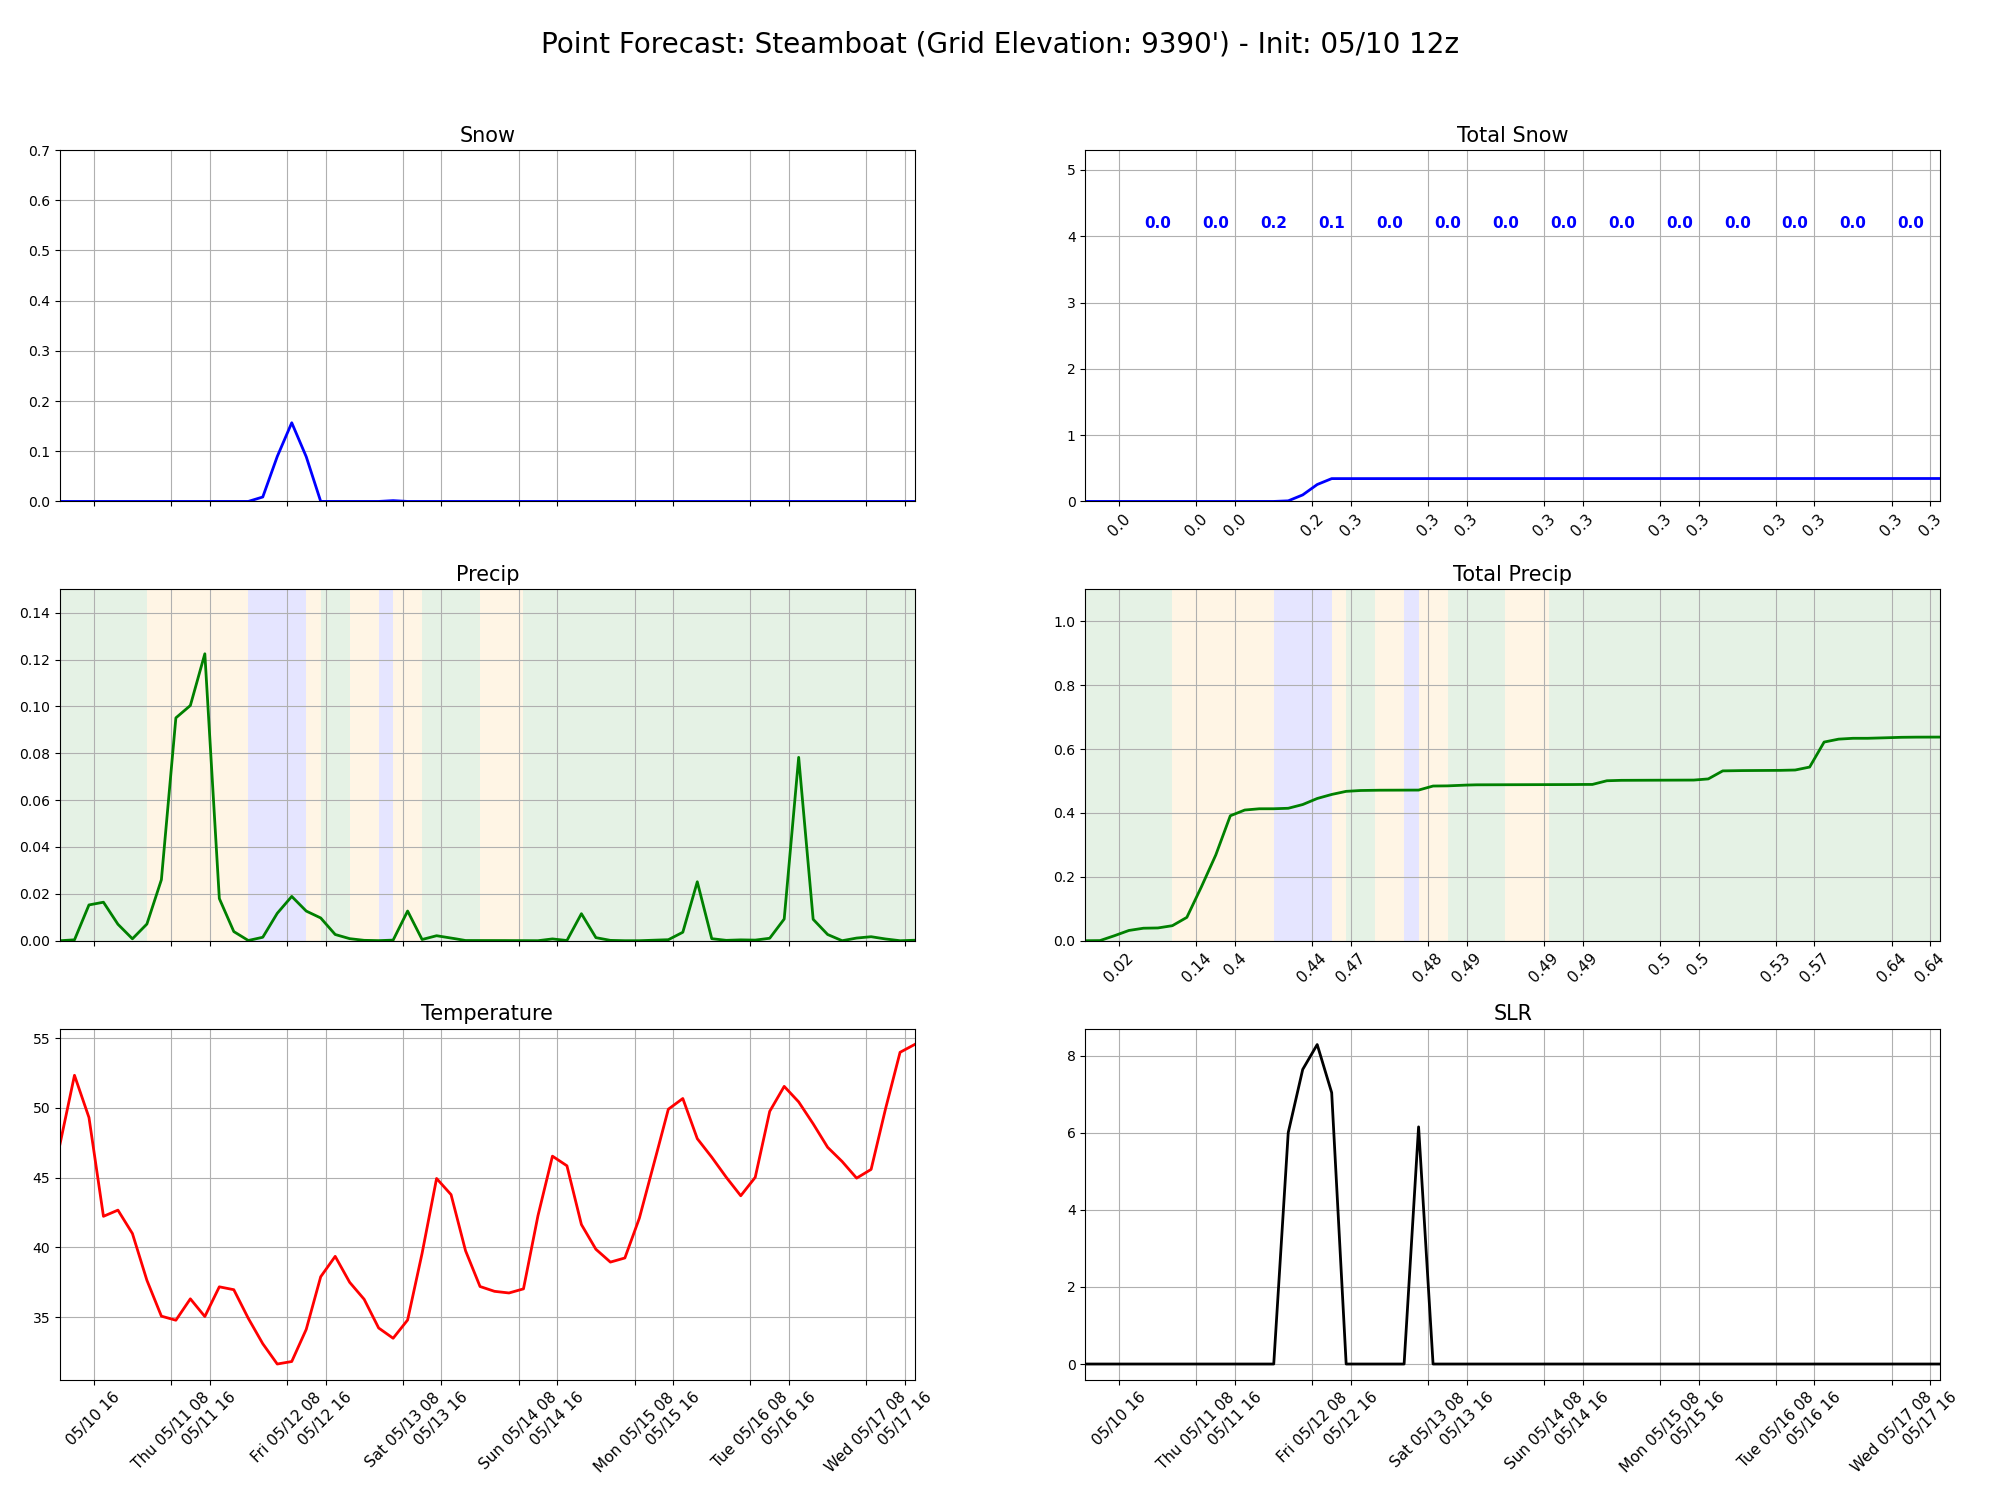 Point Forecast: Steamboat (Grid Elevation: 9390') - Init: 05/10 12z
Snow
0.7
0.6
0.5
0.4
0.3
0.2
0.1
0.0
Total Snow
5
4
3
2
1
0
0.0 0.0 0.2 0.1 0.0 0.0 0.0 0.0 0.0 0.0 0.0 0.0 0.0 0.0
0.0 0.0 0.0 0.2 0.3 0.3 0.3 0.3 0.3 0.3 0.3 0.3 0.3 0.3 0.3
Precip
0.14
0.12
0.10
0.08
0.06
0.04
0.02
0.00
Total Precip
1.0
0.8
0.6
0.4
0.2
0.0
0.02 0.14 0.4 0.44 0.47 0.48 0.49 0.49 0.49 0.5 0.5 0.53 0.57 0.64 0.64
Temperature
55
50
45
40
35
05/10 16
Thu 05/11 08
05/11 16
Fri 05/12 08
05/12 16
Sat 05/13 08
05/13 16
Sun 05/14 08
05/14 16
Mon 05/15 08
05/15 16
Tue 05/16 08
05/16 16
Wed 05/17 08
05/17 16
SLR
8
6
4
2
0
05/10 16
Thu 05/11 08
05/11 16
Fri 05/12 08
05/12 16
Sat 05/13 08
05/13 16
Sun 05/14 08
05/14 16
Mon 05/15 08
05/15 16
Tue 05/16 08
05/16 16
Wed 05/17 08
05/17 16